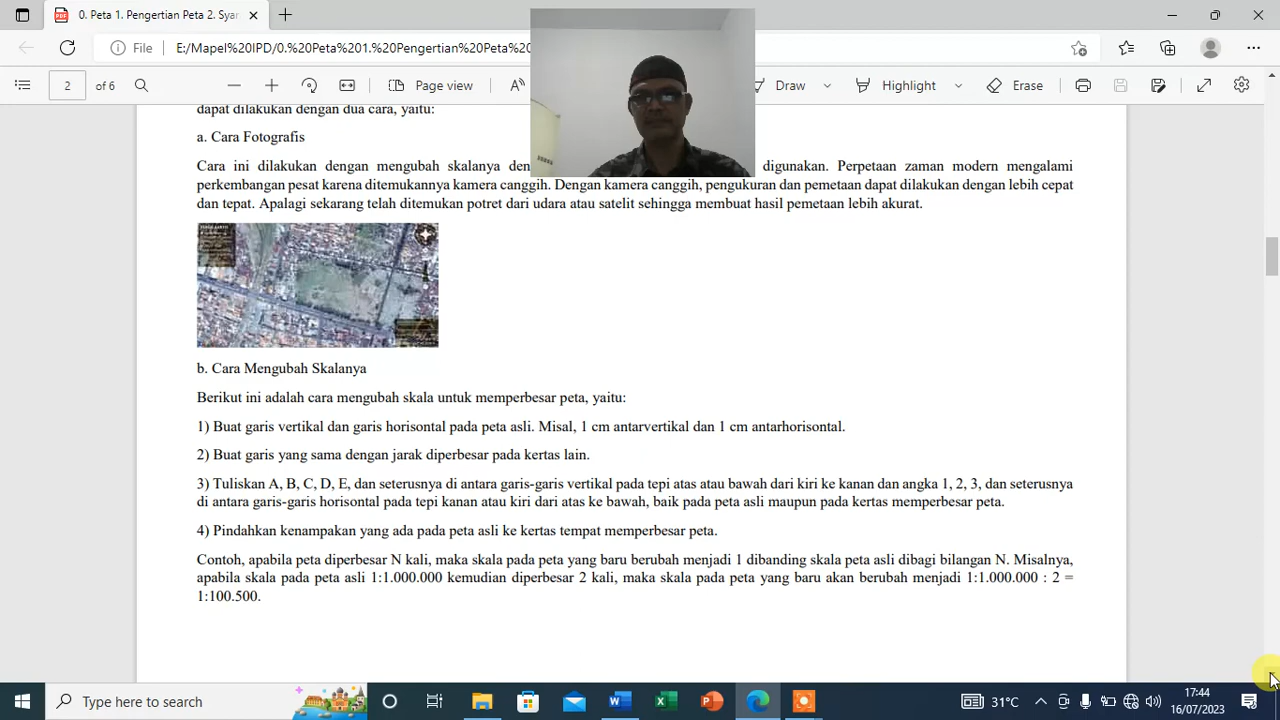 0. Peta 1. Pengertian Peta 2. Syar
File
E:/Mapel%20IPD/0.%20Peta%201.%20Pengertian%20Peta%20
2 of 6
Page view
Draw
Highlight
Erase
dapat dilakukan dengan dua cara, yaitu:
a. Cara Fotografis
Cara ini dilakukan dengan mengubah skalanya digunakan. Perpetaan zaman modern mengalami
perkembangan pesat karena ditemukannya kamera canggih. Dengan kamera canggih, pengukuran dan pemetaan dapat dilakukan dengan lebih cepat
dan tepat. Apalagi sekarang telah ditemukan potret dari udara atau satelit sehingga membuat hasil pemetaan lebih akurat.
b. Cara Mengubah Skalanya
Berikut ini adalah cara mengubah skala untuk memperbesar peta, yaitu:
1) Buat garis vertikal dan garis horisontal pada peta asli. Misal, 1 cm antarvertikal dan 1 cm antarhorisontal.
2) Buat garis yang sama dengan jarak diperbesar pada kertas lain.
3) Tuliskan A, B, C, D, E, dan seterusnya di antara garis-garis vertikal pada tepi atas atau bawah dari kiri ke kanan dan angka 1, 2, 3, dan seterusnya
di antara garis-garis horisontal pada tepi kanan atau kiri dari atas ke bawah, baik pada peta asli maupun pada kertas memperbesar peta.
4) Pindahkan kenampakan yang ada pada peta asli ke kertas tempat memperbesar peta.
Contoh, apabila peta diperbesar N kali, maka skala pada peta yang baru berubah menjadi 1 dibanding skala peta asli dibagi bilangan N. Misalnya,
apabila skala pada peta asli 1:1.000.000 kemudian diperbesar 2 kali, maka skala pada peta yang baru akan berubah menjadi 1:1.000.000 : 2 =
1:100.500.
Type here to search
31°C
17:44
16/07/2023